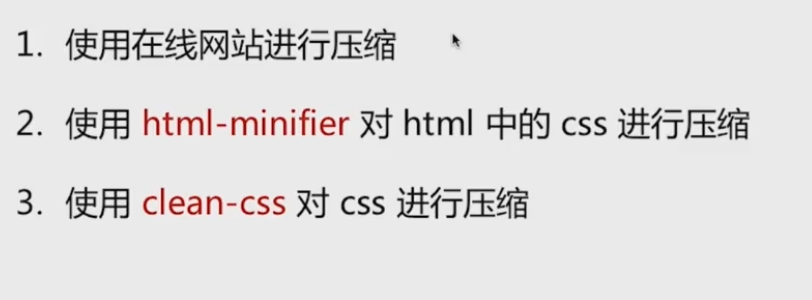 1. 使用在线网站进行压缩
2. 使用 html-minifier 对 html 中的 css 进行压缩
3. 使用 clean-css 对 css 进行压缩